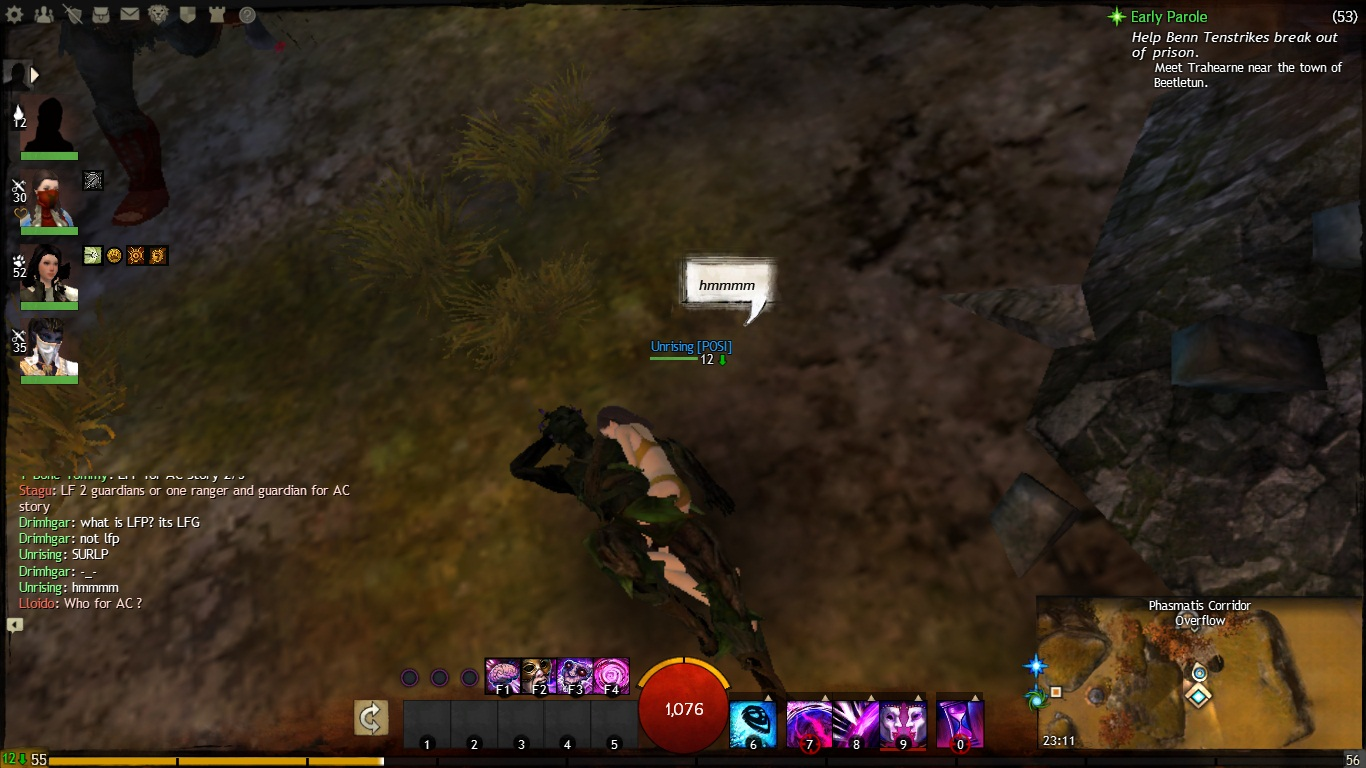 Early Parole (53)
Help Benn Tenstrikes break out
of prison.
Meet Trahearne near the town of
Beetletun.
12
30
52
35
hmmmm
Unrising [POSI]
12
Stagu: LF 2 guardians or one ranger and guardian for AC
story
Drimhgar: what is LFP? its LFG
Drimhgar: not lfp
Unrising: SURLP
Drimhgar: -_-
Unrising: hmmmm
Lloido: Who for AC ?
Phasmatis Corridor
Overflow
F1 F2 F3 F4
1,076
1 2 3 4 5 6 7 8 9 0
23:11
12 55
56